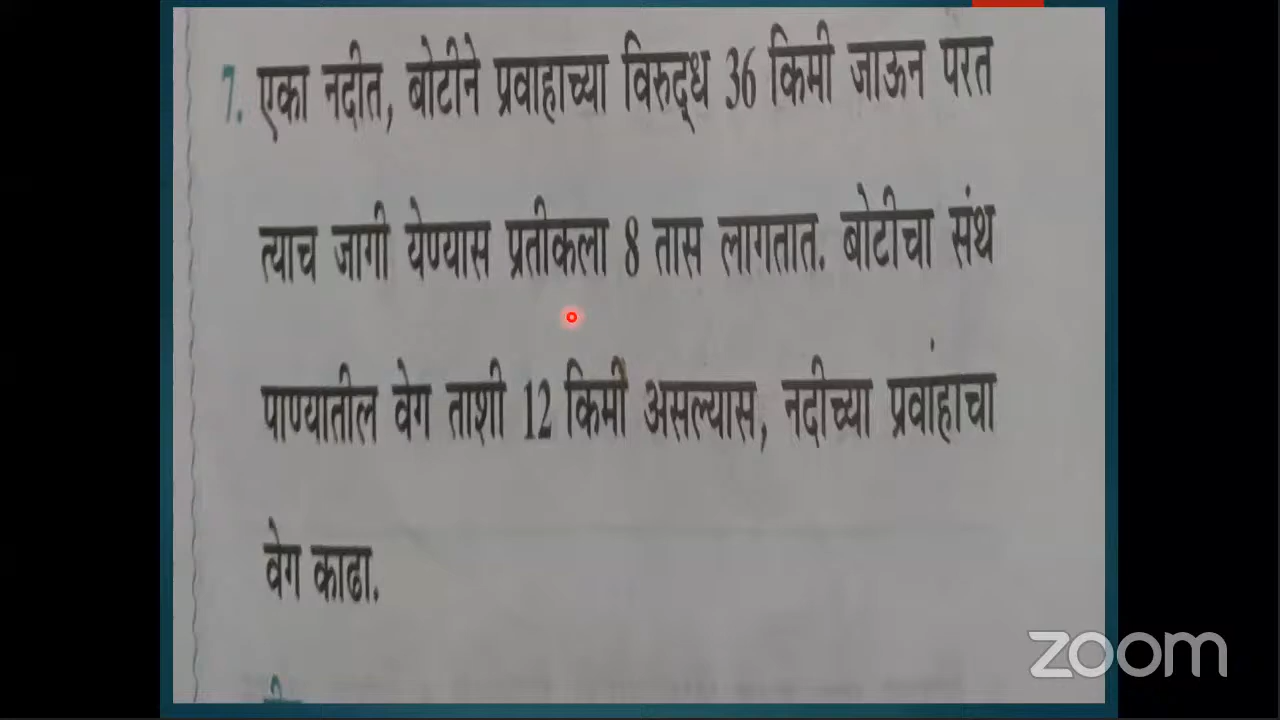 7. एका नदीत, बोटीने प्रवाहाच्या विरुद्ध 36 किमी जाऊन परत
त्याच जागी येण्यास प्रतीकला 8 तास लागतात. बोटीचा संथ
पाण्यातील वेग ताशी 12 किमी असल्यास, नदीच्या प्रवांहाचा
वेग काढा.
zoom